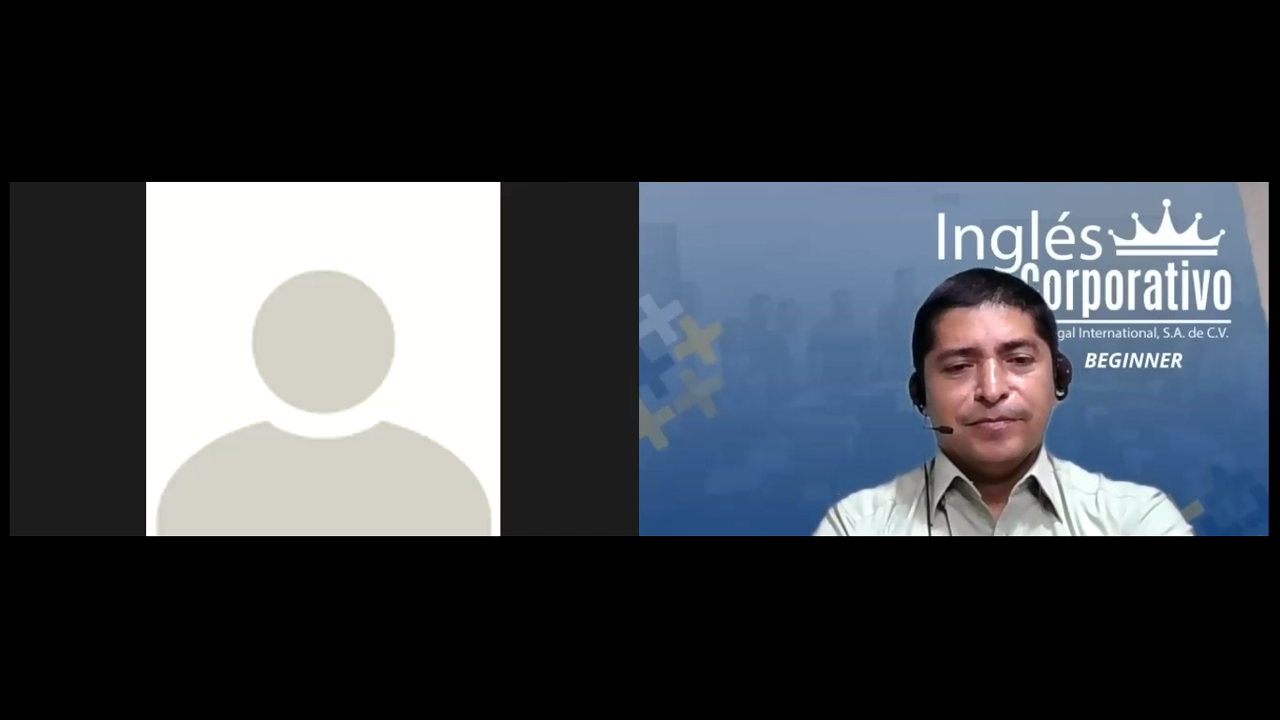 Inglés
Corporativo
gal International, S.A. de C.V.
BEGINNER